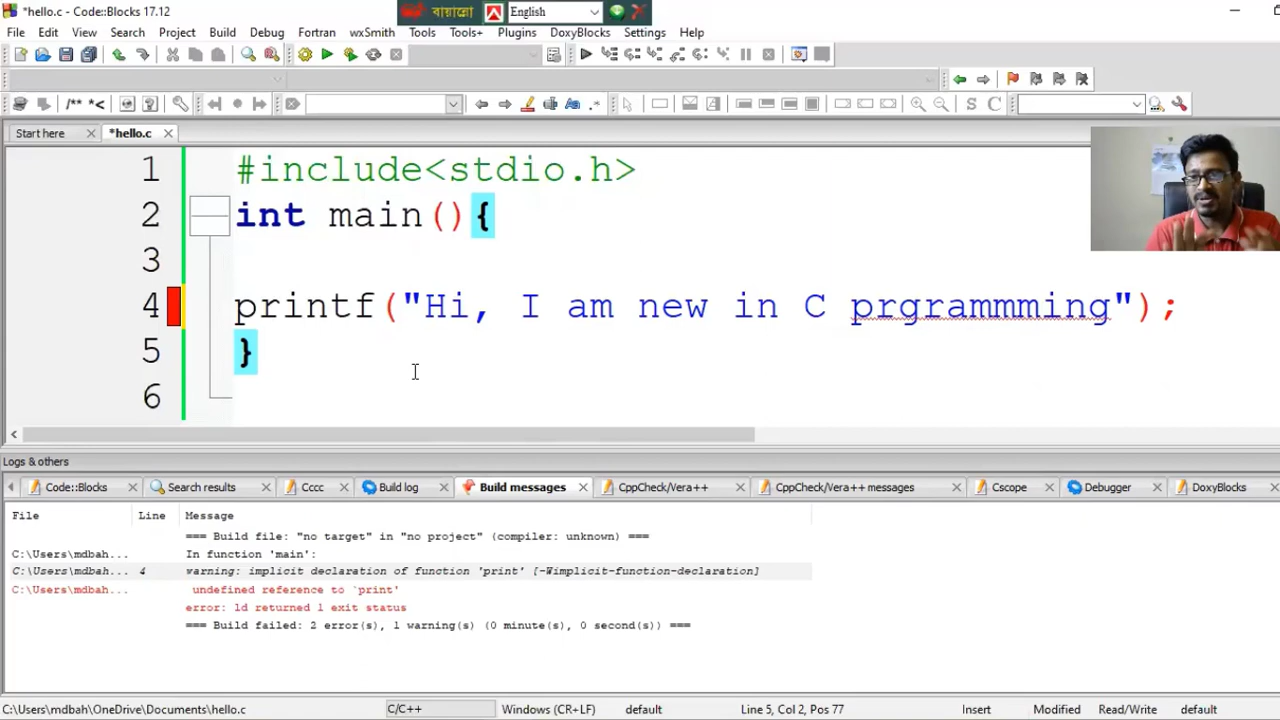 *hello.c - Code::Blocks 17.12
বায়ান্নো
English
File Edit View Search Project Build Debug Fortran wxSmith Tools Tools+ Plugins DoxyBlocks Settings Help
/** *<
S C
Start here *hello.c
1 #include<stdio.h>
2 int main(){
3
4 printf("Hi, I am new in C prgrammming");
5 }
6
Logs & others
Code::Blocks Search results Cccc Build log Build messages CppCheck/Vera++ CppCheck/Vera++ messages Cscope Debugger DoxyBlocks
File Line Message
=== Build file: "no target" in "no project" (compiler: unknown) ===
C:\Users\mdbah... In function 'main':
C:\Users\mdbah... 4 warning: implicit declaration of function 'print' [-Wimplicit-function-declaration]
C:\Users\mdbah... undefined reference to `print'
error: ld returned 1 exit status
=== Build failed: 2 error(s), 1 warning(s) (0 minute(s), 0 second(s)) ===
C:\Users\mdbah\OneDrive\Documents\hello.c C/C++ Windows (CR+LF) default Line 5, Col 2, Pos 77 Insert Modified Read/Write default